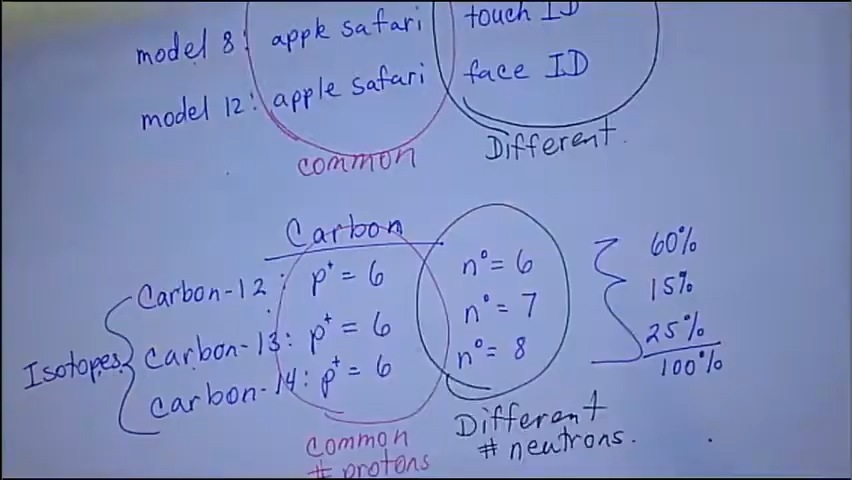 model 8: apple safari touch ID
model 12: apple safari face ID
common Different.
Carbon
Isotopes
Carbon-12: p⁺ = 6 n° = 6 60%
Carbon-13: p⁺ = 6 n° = 7 15%
Carbon-14: p⁺ = 6 n° = 8 25%
100%
Common Different
# protons # neutrons.